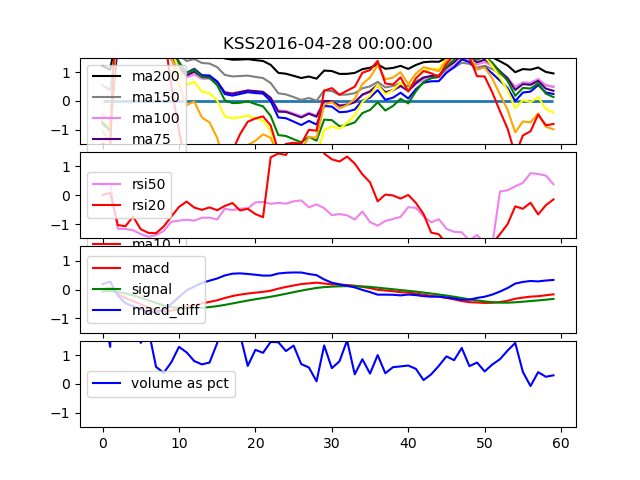 KSS2016-04-28 00:00:00
1
0
−1
ma200
ma150
ma100
ma75
1
0
−1
rsi50
rsi20
ma10
1
0
−1
macd
signal
macd_diff
1
0
−1
volume as pct
0 10 20 30 40 50 60